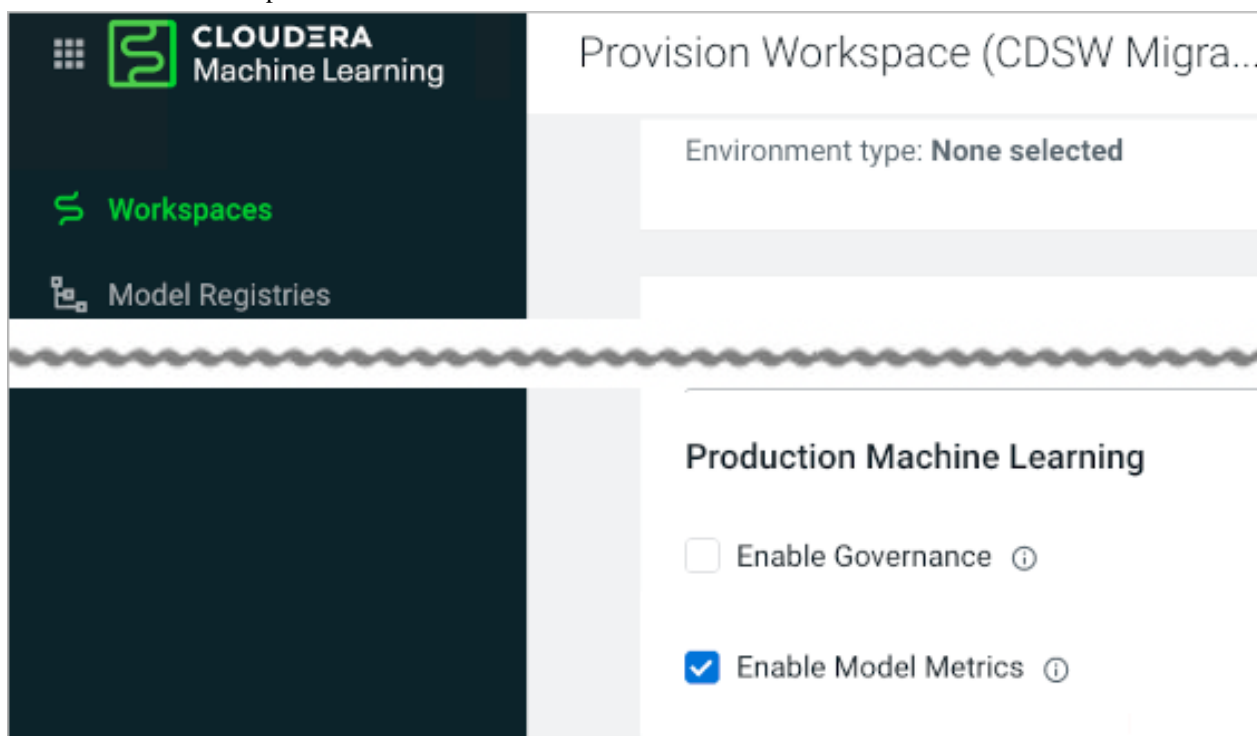 CLOUDERA
Machine Learning
Provision Workspace (CDSW Migra...
Environment type: None selected
Workspaces
Model Registries
Production Machine Learning
Enable Governance
Enable Model Metrics